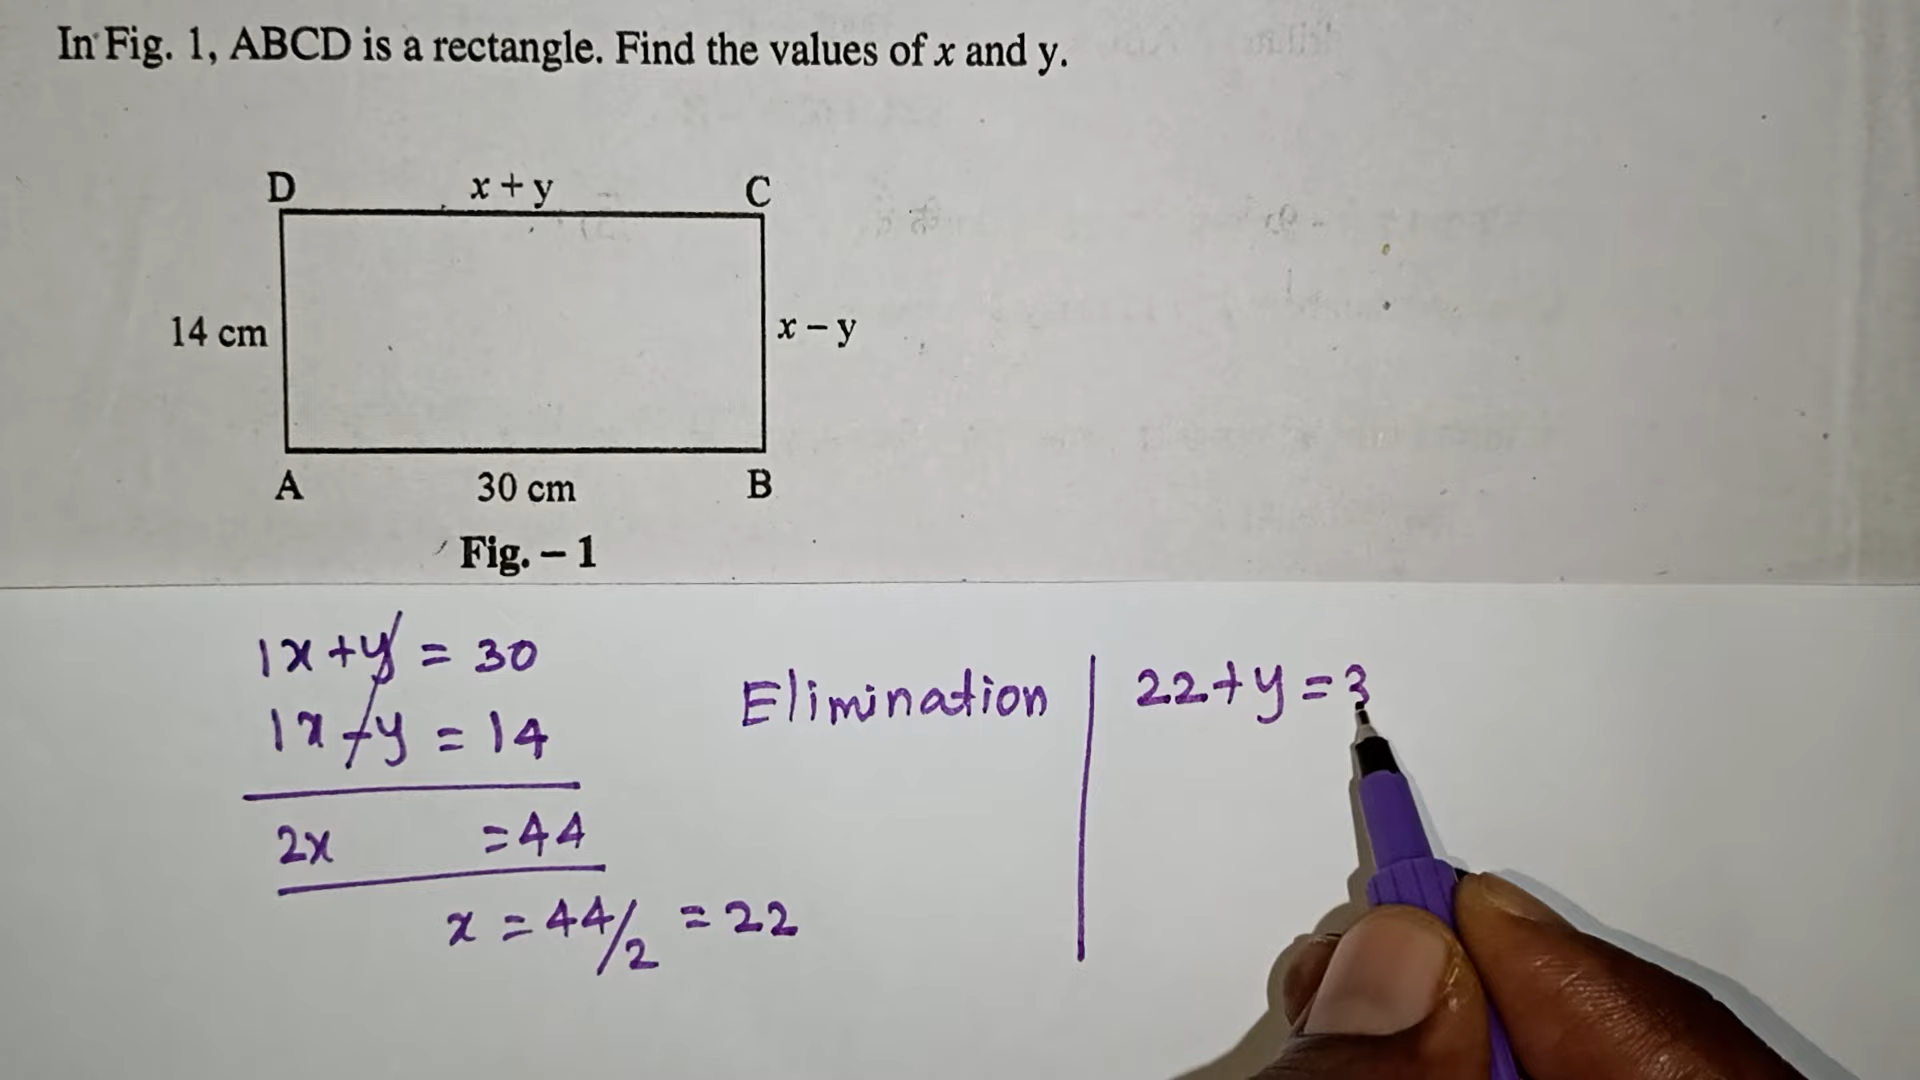 In Fig. 1, ABCD is a rectangle. Find the values of x and y.
D x + y C
14 cm x – y
A 30 cm B
Fig. – 1
1x+y = 30
1x-y = 14
2x =44
x = 44/2 = 22
Elimination
22+y=3